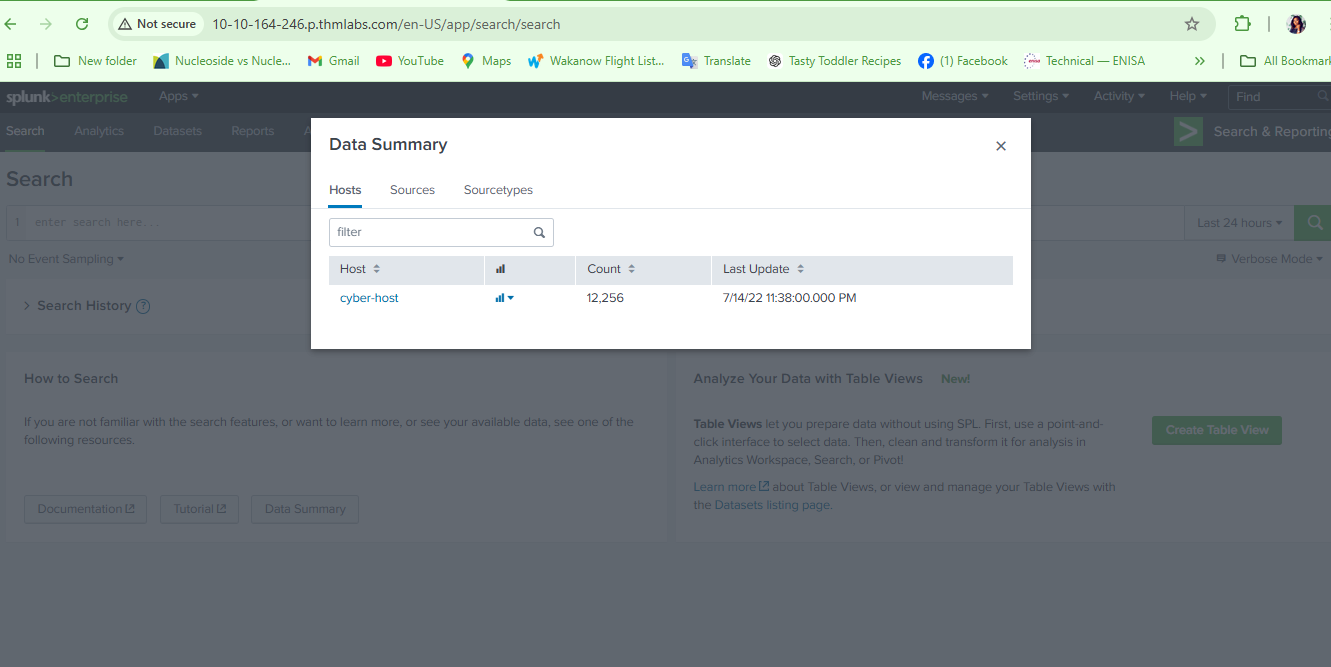 Not secure 10-10-164-246.p.thmlabs.com/en-US/app/search/search
New folder Nucleoside vs Nucle... Gmail YouTube Maps Wakanow Flight List... Translate Tasty Toddler Recipes (1) Facebook Technical — ENISA » All Bookmark
splunk>enterprise Apps Messages Settings Activity Help Find
Search Analytics Datasets Reports A Search & Reporting
Data Summary
Hosts Sources Sourcetypes
Search
1 enter search here... Last 24 hours
filter
No Event Sampling Verbose Mode
Host Count Last Update
cyber-host 12,256 7/14/22 11:38:00.000 PM
Search History ?
How to Search
If you are not familiar with the search features, or want to learn more, or see your available data, see one of the
following resources.
Documentation Tutorial Data Summary
Analyze Your Data with Table Views New!
Table Views let you prepare data without using SPL. First, use a point-and-
click interface to select data. Then, clean and transform it for analysis in
Analytics Workspace, Search, or Pivot!
Create Table View
Learn more about Table Views, or view and manage your Table Views with
the Datasets listing page.